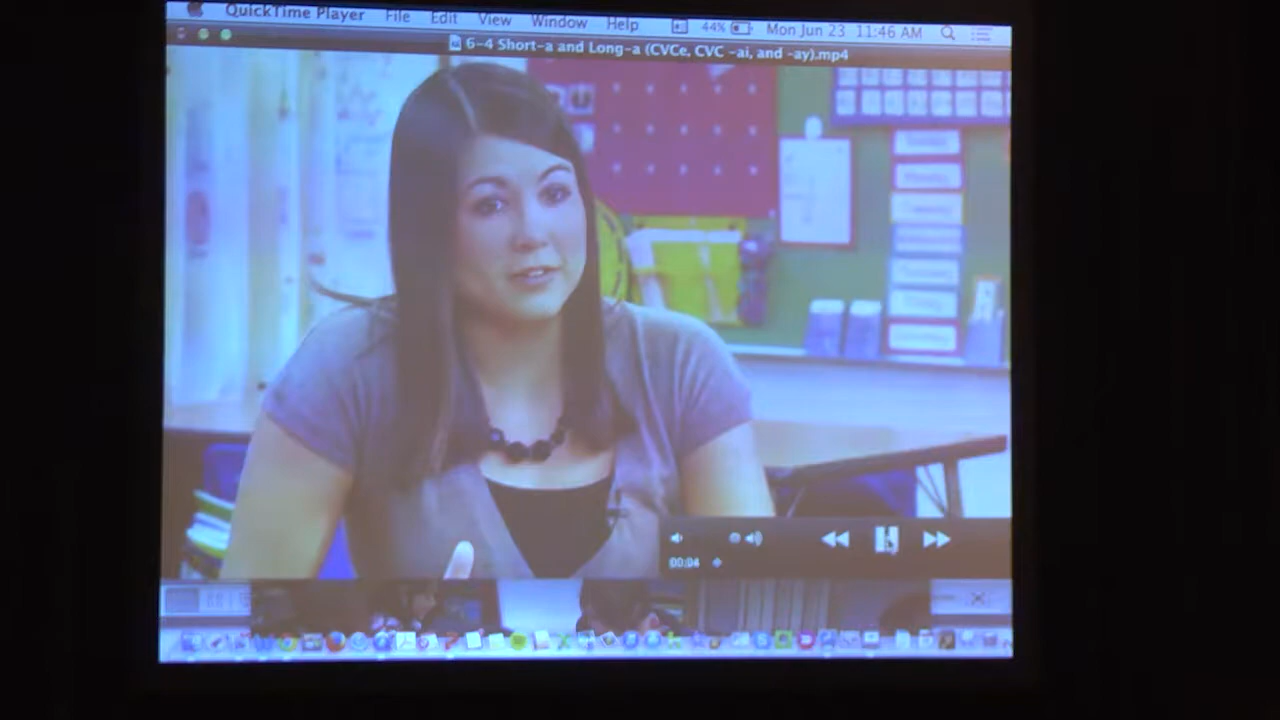 QuickTime Player File Edit View Window Help 44% Mon Jun 23 11:46 AM
6-4 Short-a and Long-a (CVCe, CVC -ai, and -ay).mp4
00:04